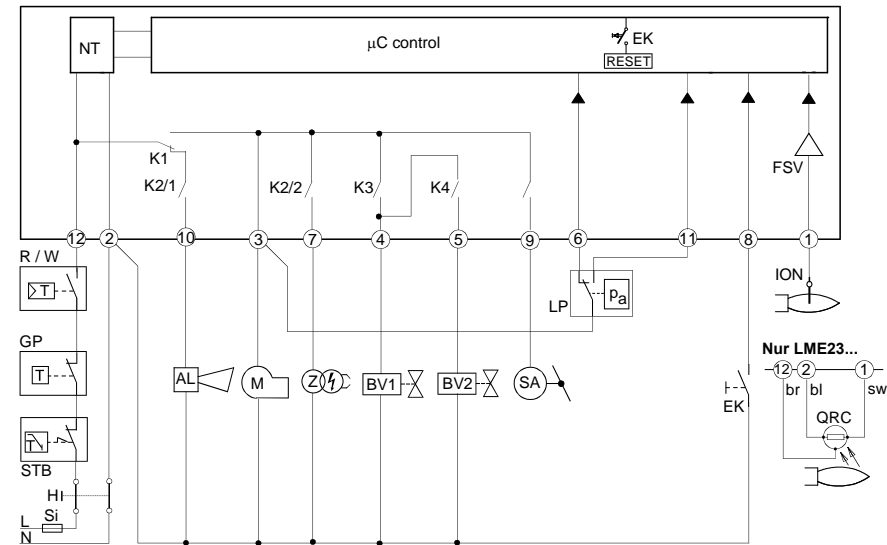 NT
µC control
EK
RESET
K1
FSV
K2/1
K2/2
K3
K4
12
2
10
3
7
4
5
9
6
11
8
1
R / W
T
LP
pa
ION
GP
T
Nur LME23...
12
2
1
br
bl
sw
AL
M
Z
BV1
BV2
SA
EK
QRC
T
STB
H
Si
L
N